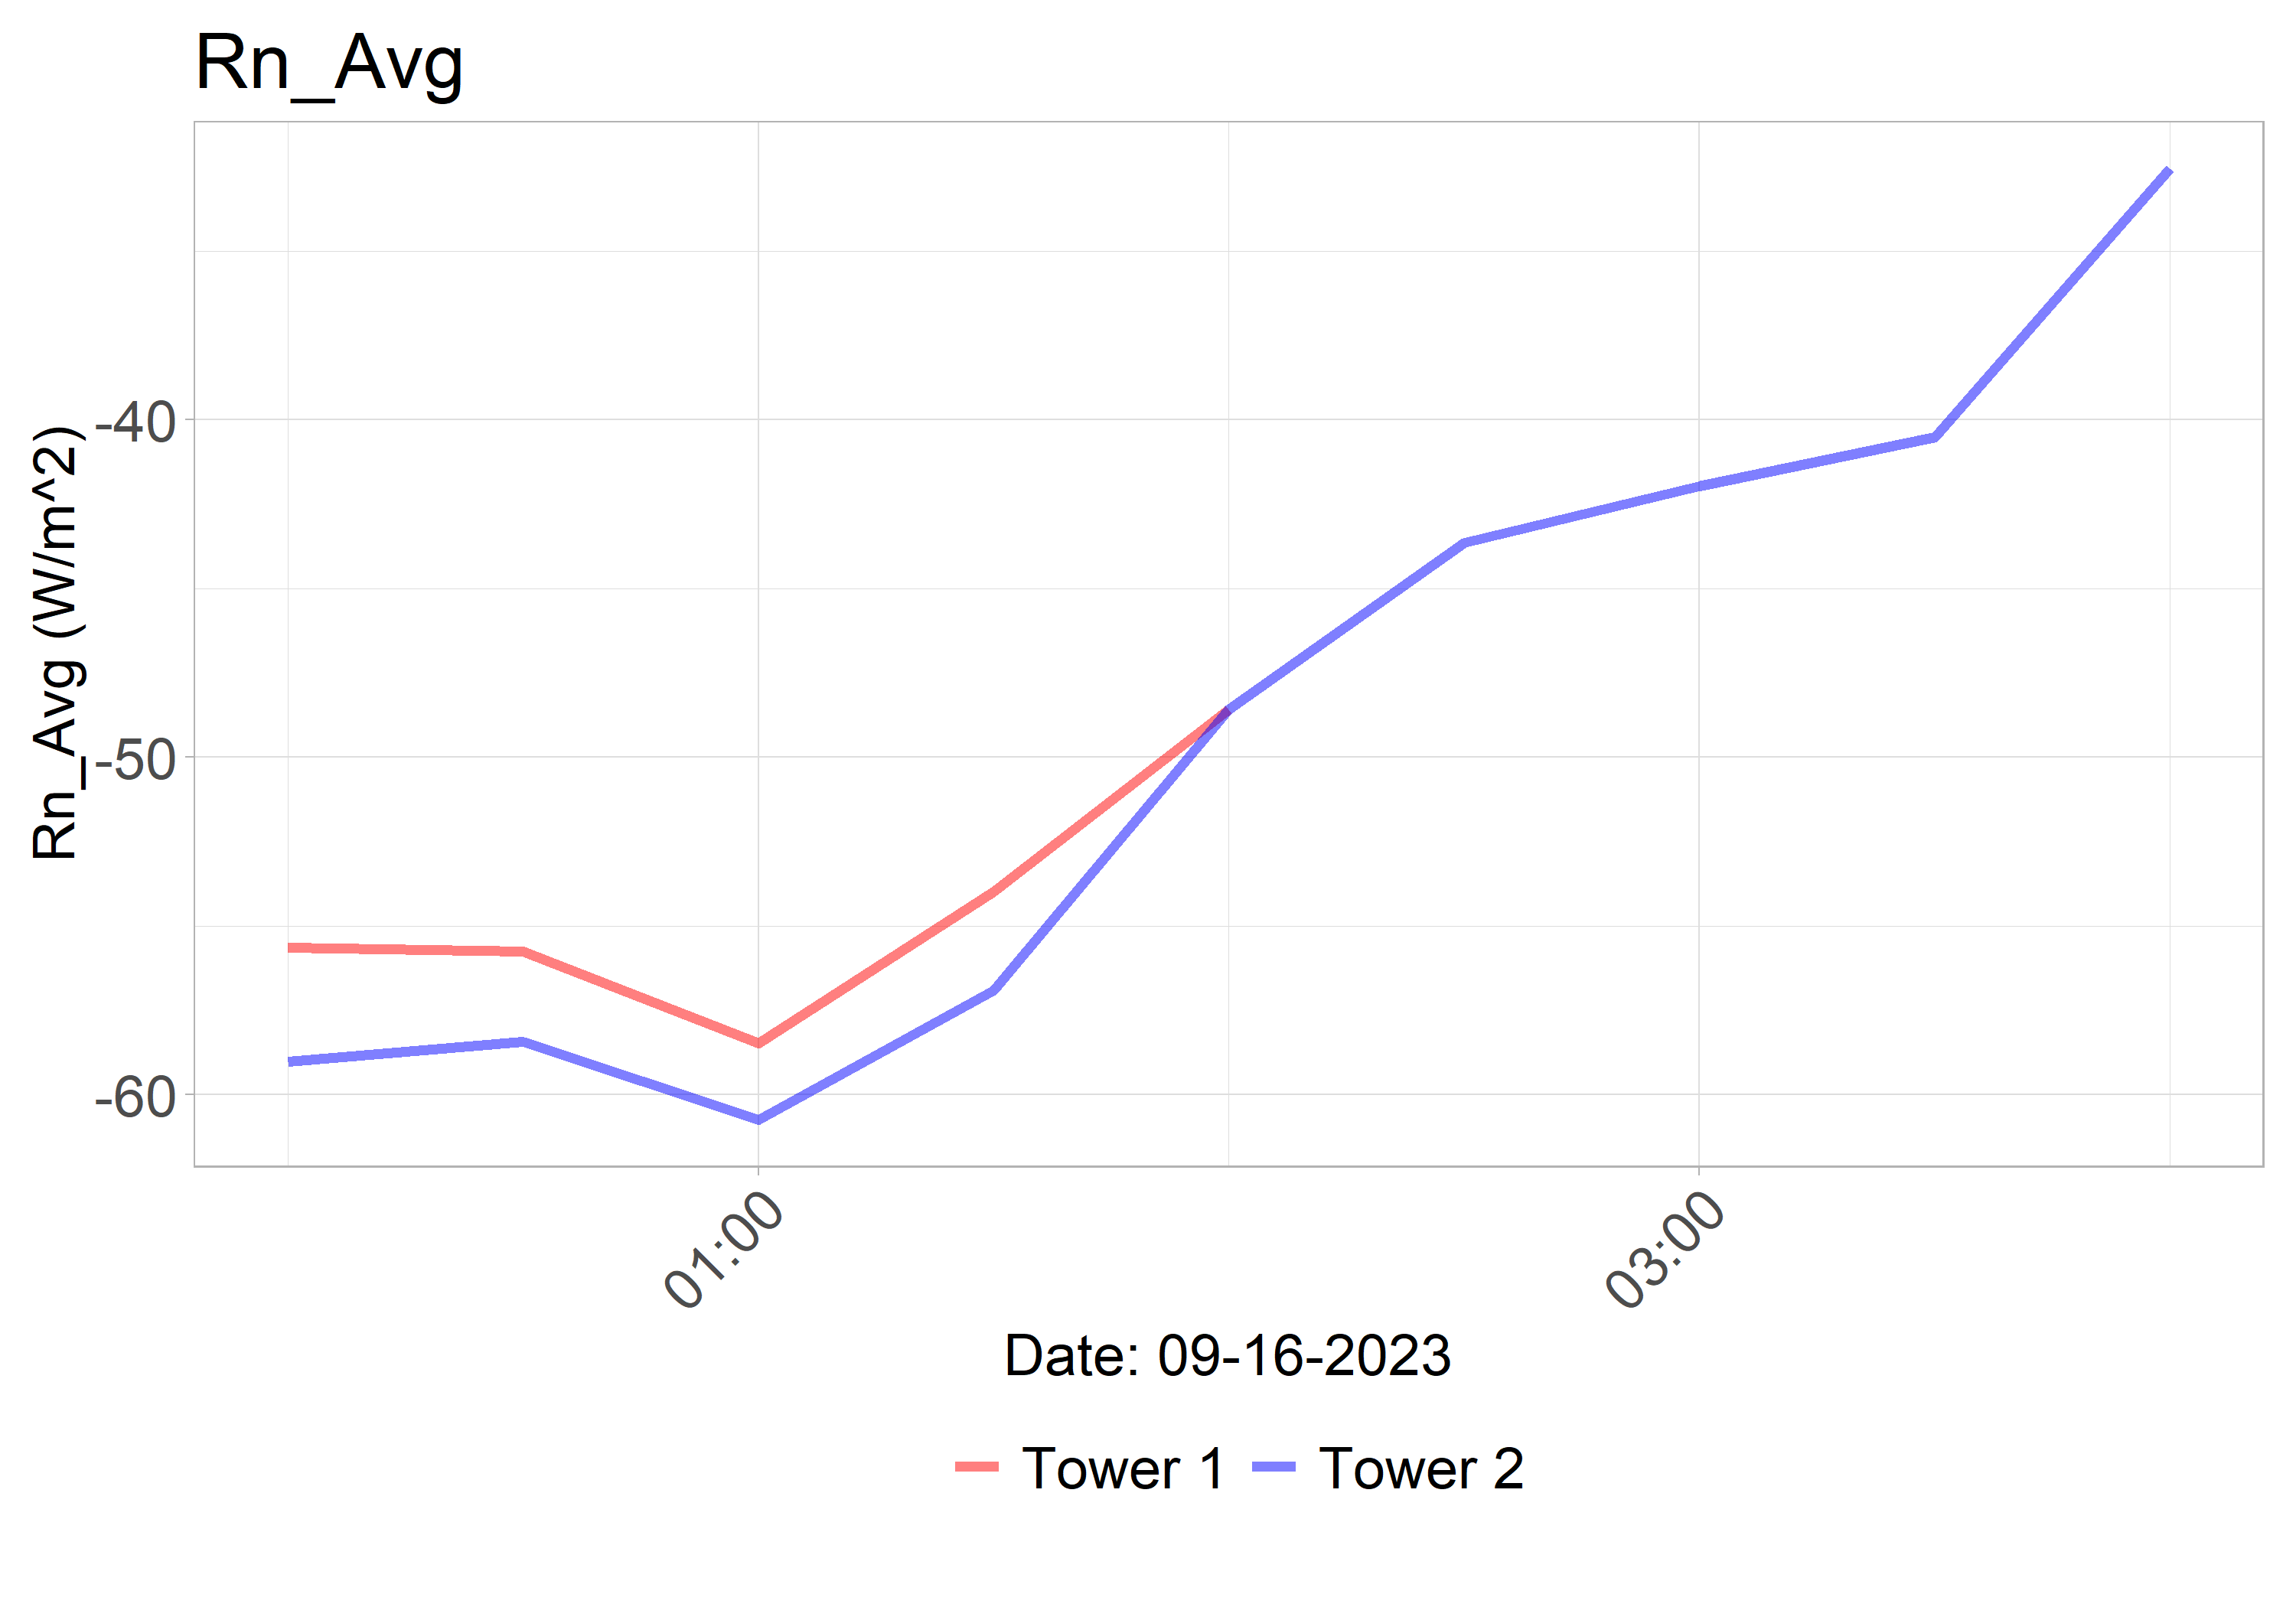 Rn_Avg
Rn_Avg (W/m^2)
-40
-50
-60
01:00
03:00
Date: 09-16-2023
Tower 1
Tower 2